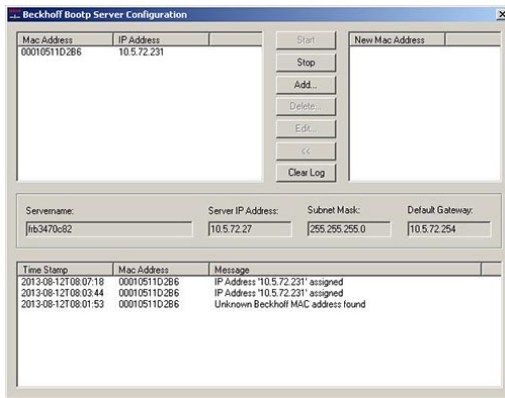 Beckhoff Bootp Server Configuration
Mac Address IP Address
00010511D2B6 10.5.72.231
Start
Stop
Add...
Delete...
Edit...
<<
Clear Log
New Mac Address
Servername: Server IP Address: Subnet Mask: Default Gateway:
frb3470c82 10.5.72.27 255.255.255.0 10.5.72.254
Time Stamp Mac Address Message
2013-08-12T08:07:18 00010511D2B6 IP Address '10.5.72.231' assigned
2013-08-12T08:03:44 00010511D2B6 IP Address '10.5.72.231' assigned
2013-08-12T08:01:53 00010511D2B6 Unknown Beckhoff MAC address found